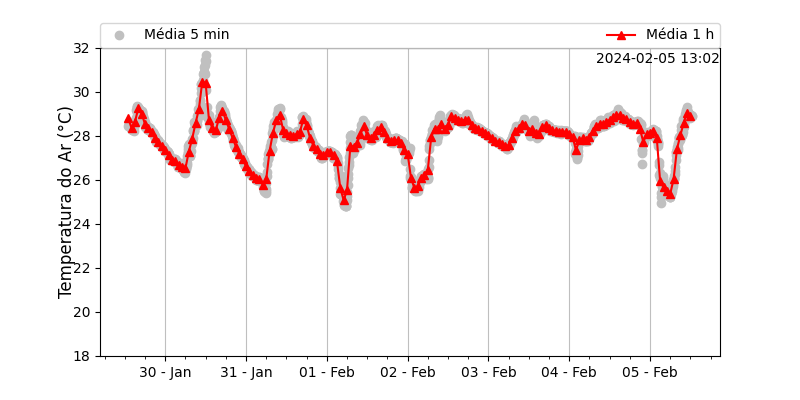 Média 5 min
Média 1 h
2024-02-05 13:02
Temperatura do Ar (°C)
32
30
28
26
24
22
20
18
30 - Jan
31 - Jan
01 - Feb
02 - Feb
03 - Feb
04 - Feb
05 - Feb